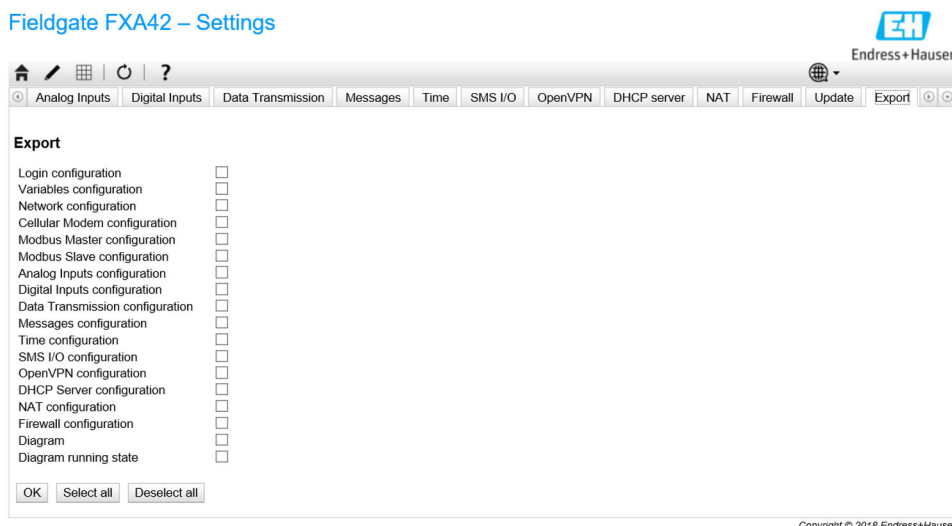 Fieldgate FXA42 – Settings
EH
Endress+Hauser
?
Analog Inputs Digital Inputs Data Transmission Messages Time SMS I/O OpenVPN DHCP server NAT Firewall Update Export
Export
Login configuration
Variables configuration
Network configuration
Cellular Modem configuration
Modbus Master configuration
Modbus Slave configuration
Analog Inputs configuration
Digital Inputs configuration
Data Transmission configuration
Messages configuration
Time configuration
SMS I/O configuration
OpenVPN configuration
DHCP Server configuration
NAT configuration
Firewall configuration
Diagram
Diagram running state
OK Select all Deselect all
Copyright © 2018 Endress+Hause